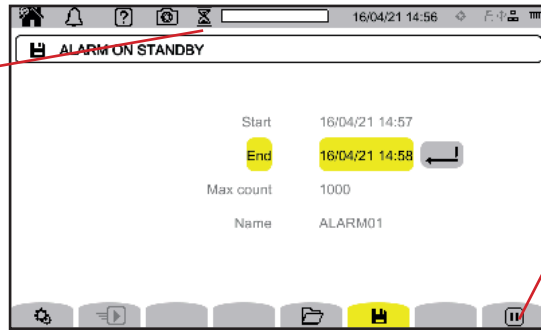 16/04/21 14:56
ALARM ON STANDBY
Start 16/04/21 14:57
End 16/04/21 14:58
Max count 1000
Name ALARM01